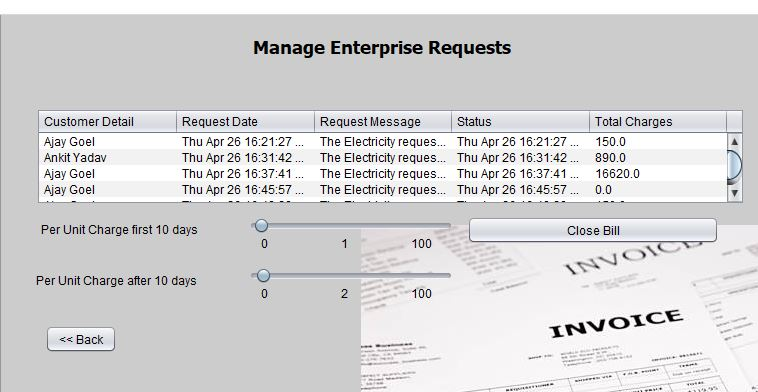 Manage Enterprise Requests
Customer Detail Request Date Request Message Status Total Charges
Ajay Goel Thu Apr 26 16:21:27 ... The Electricity reques... Thu Apr 26 16:21:27 ... 150.0
Ankit Yadav Thu Apr 26 16:31:42 ... The Electricity reques... Thu Apr 26 16:31:42 ... 890.0
Ajay Goel Thu Apr 26 16:37:41 ... The Electricity reques... Thu Apr 26 16:37:41 ... 16620.0
Ajay Goel Thu Apr 26 16:45:57 ... The Electricity reques... Thu Apr 26 16:45:57 ... 0.0
Per Unit Charge first 10 days
0 1 100
Close Bill
INVOICE
Per Unit Charge after 10 days
0 2 100
INVOICE
<< Back